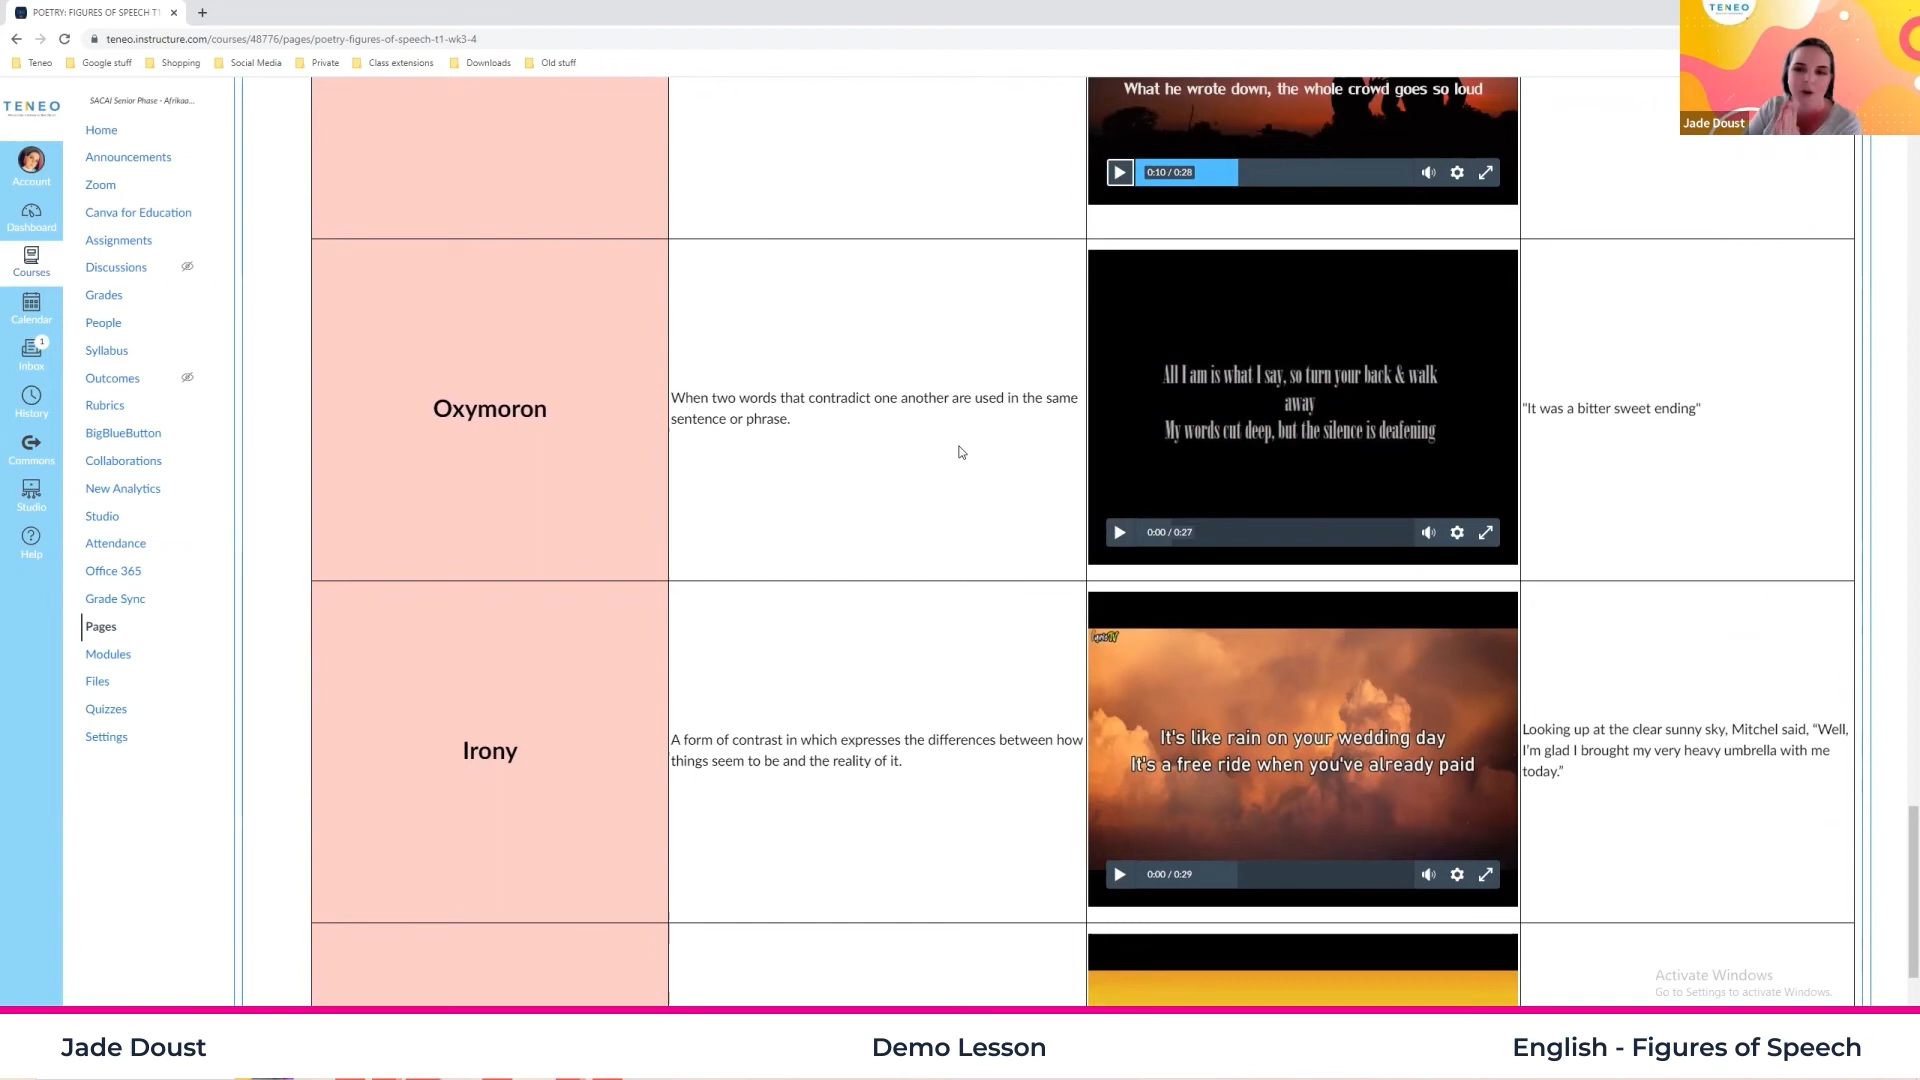 POETRY: FIGURES OF SPEECH T1
teneo.instructure.com/courses/48776/pages/poetry-figures-of-speech-t1-wk3-4
Teneo
Google stuff
Shopping
Social Media
Private
Class extensions
Downloads
Old stuff
TENEO
Jade Doust
TENEO
SACAI Senior Phase - Afrikaa...
Account
Dashboard
Courses
Calendar
1
Inbox
History
Commons
Studio
Help
Home
Announcements
Zoom
Canva for Education
Assignments
Discussions
Grades
People
Syllabus
Outcomes
Rubrics
BigBlueButton
Collaborations
New Analytics
Studio
Attendance
Office 365
Grade Sync
Pages
Modules
Files
Quizzes
Settings
What he wrote down, the whole crowd goes so loud
0:10 / 0:28
Oxymoron
When two words that contradict one another are used in the same
sentence or phrase.
All I am is what I say, so turn your back & walk
away
My words cut deep, but the silence is deafening
0:00 / 0:27
"It was a bitter sweet ending"
Irony
A form of contrast in which expresses the differences between how
things seem to be and the reality of it.
It's like rain on your wedding day
It's a free ride when you've already paid
0:00 / 0:29
Looking up at the clear sunny sky, Mitchel said, “Well,
I’m glad I brought my very heavy umbrella with me
today.”
Activate Windows
Go to Settings to activate Windows.
Jade Doust
Demo Lesson
English - Figures of Speech